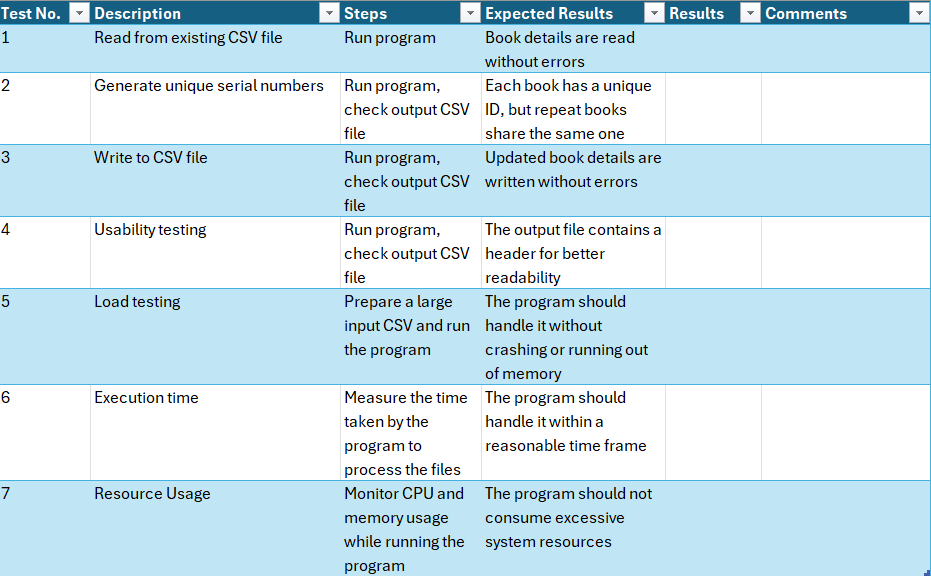 Test No. Description Steps Expected Results Results Comments
1 Read from existing CSV file Run program Book details are read
without errors
2 Generate unique serial numbers Run program, Each book has a unique
check output CSV ID, but repeat books
file share the same one
3 Write to CSV file Run program, Updated book details are
check output CSV written without errors
file
4 Usability testing Run program, The output file contains a
check output CSV header for better
file readability
5 Load testing Prepare a large The program should
input CSV and run handle it without
the program crashing or running out
of memory
6 Execution time Measure the time The program should
taken by the handle it within a
program to reasonable time frame
process the files
7 Resource Usage Monitor CPU and The program should not
memory usage consume excessive
while running the system resources
program